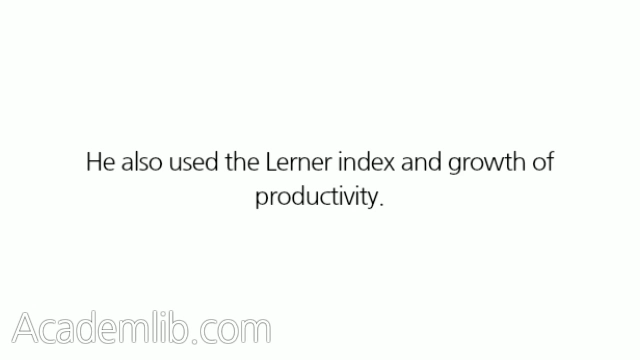 He also used the Lerner index and growth of
productivity.
Academlib.com